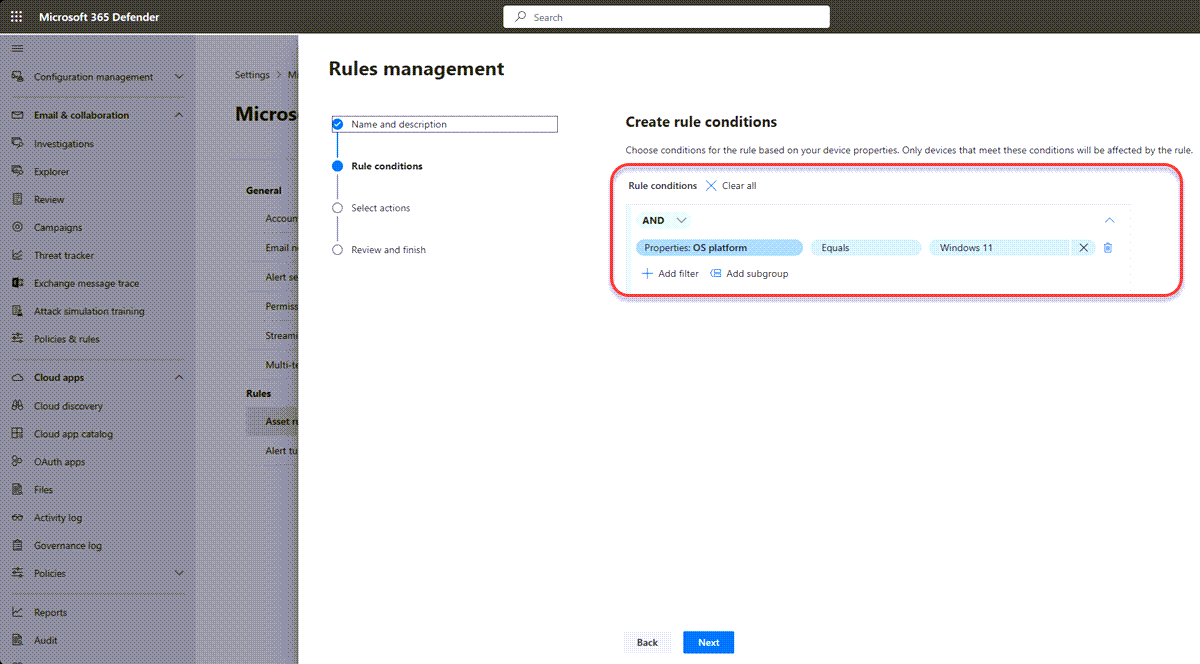 Microsoft 365 Defender
Search
Configuration management
Email & collaboration
Investigations
Explorer
Review
Campaigns
Threat tracker
Exchange message trace
Attack simulation training
Policies & rules
Cloud apps
Cloud discovery
Cloud app catalog
OAuth apps
Files
Activity log
Governance log
Policies
Reports
Audit
Settings > Mi
Micros
General
Accoun
Email n
Alert se
Permiss
Streami
Multi-te
Rules
Asset ru
Alert tu
Rules management
Name and description
Rule conditions
Select actions
Review and finish
Create rule conditions
Choose conditions for the rule based on your device properties. Only devices that meet these conditions will be affected by the rule.
Rule conditions Clear all
AND
Properties: OS platform Equals Windows 11
Add filter Add subgroup
Back Next